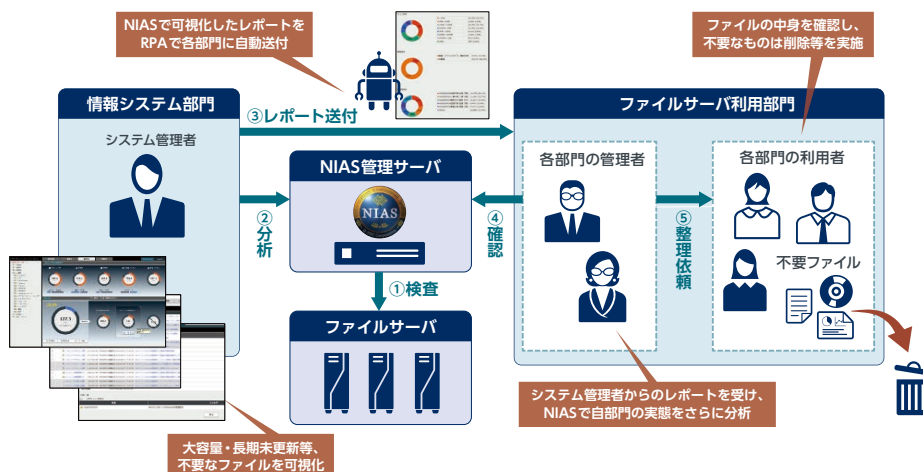 NIASで可視化したレポートを
RPAで各部門に自動送付
ファイルの中身を確認し、
不要なものは削除等を実施
情報システム部門
システム管理者
③レポート送付
ファイルサーバ利用部門
NIAS管理サーバ
NIAS
②分析
④確認
各部門の管理者
⑤整理依頼
各部門の利用者
不要ファイル
①検査
ファイルサーバ
システム管理者からのレポートを受け、
NIASで自部門の実態をさらに分析
大容量・長期未更新等、
不要なファイルを可視化